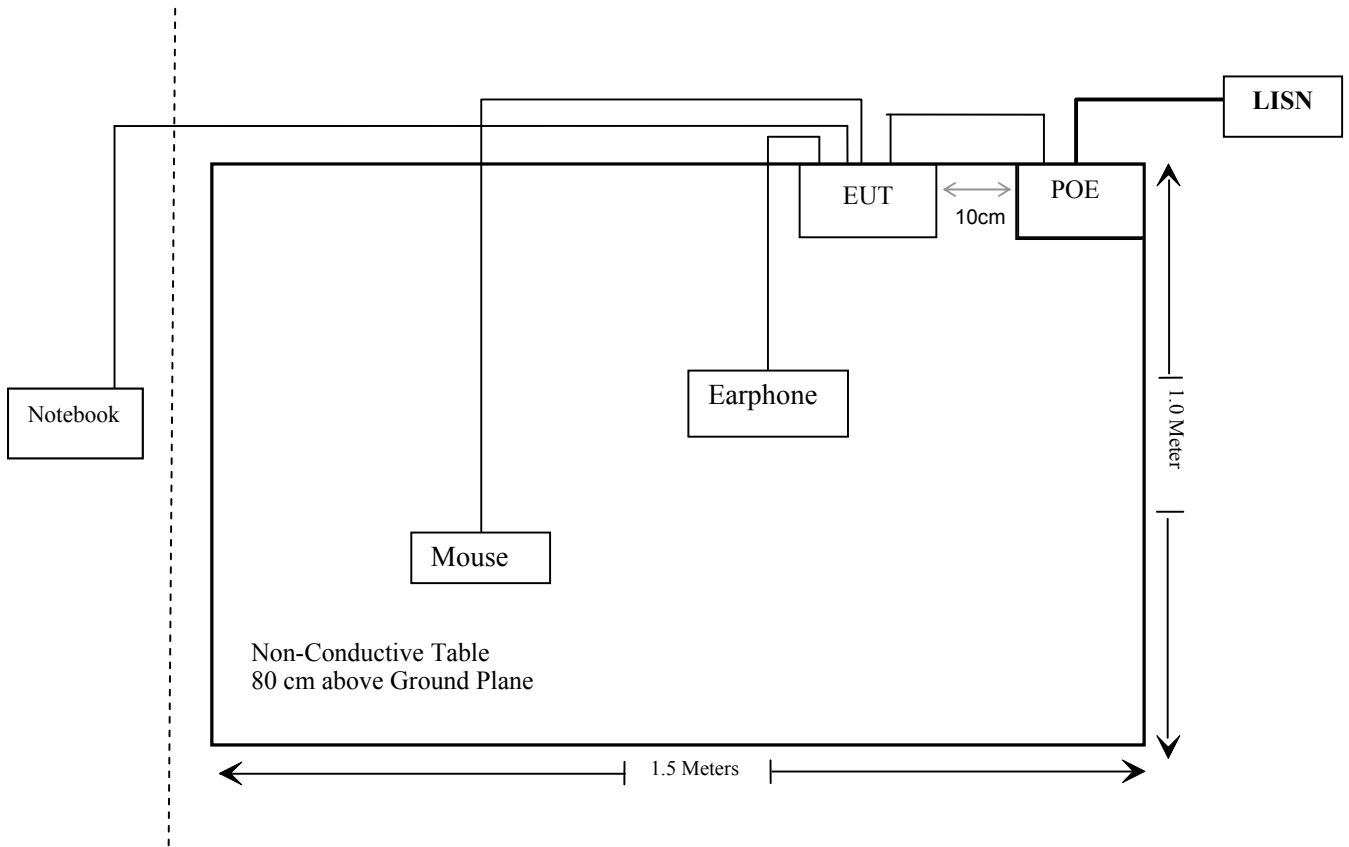 LISN
EUT
POE
10cm
Notebook
Earphone
1.0 Meter
Mouse
Non-Conductive Table
80 cm above Ground Plane
1.5 Meters